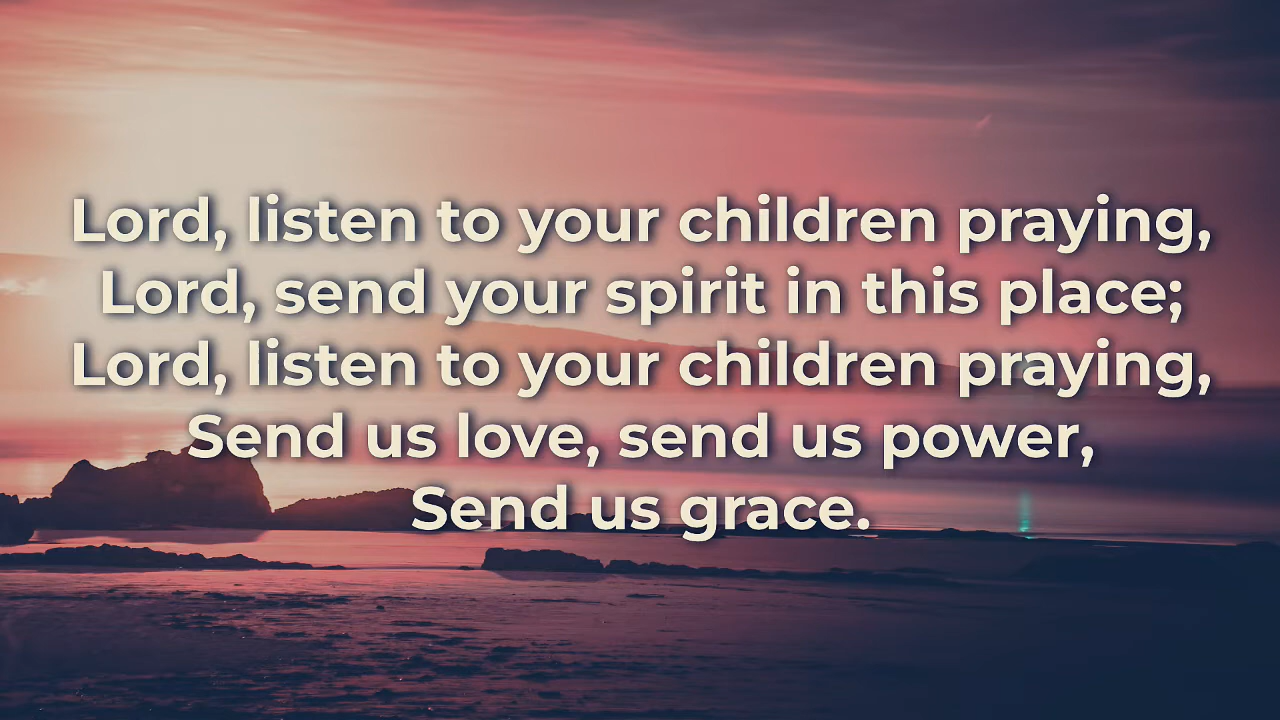 Lord, listen to your children praying,
Lord, send your spirit in this place;
Lord, listen to your children praying,
Send us love, send us power,
Send us grace.